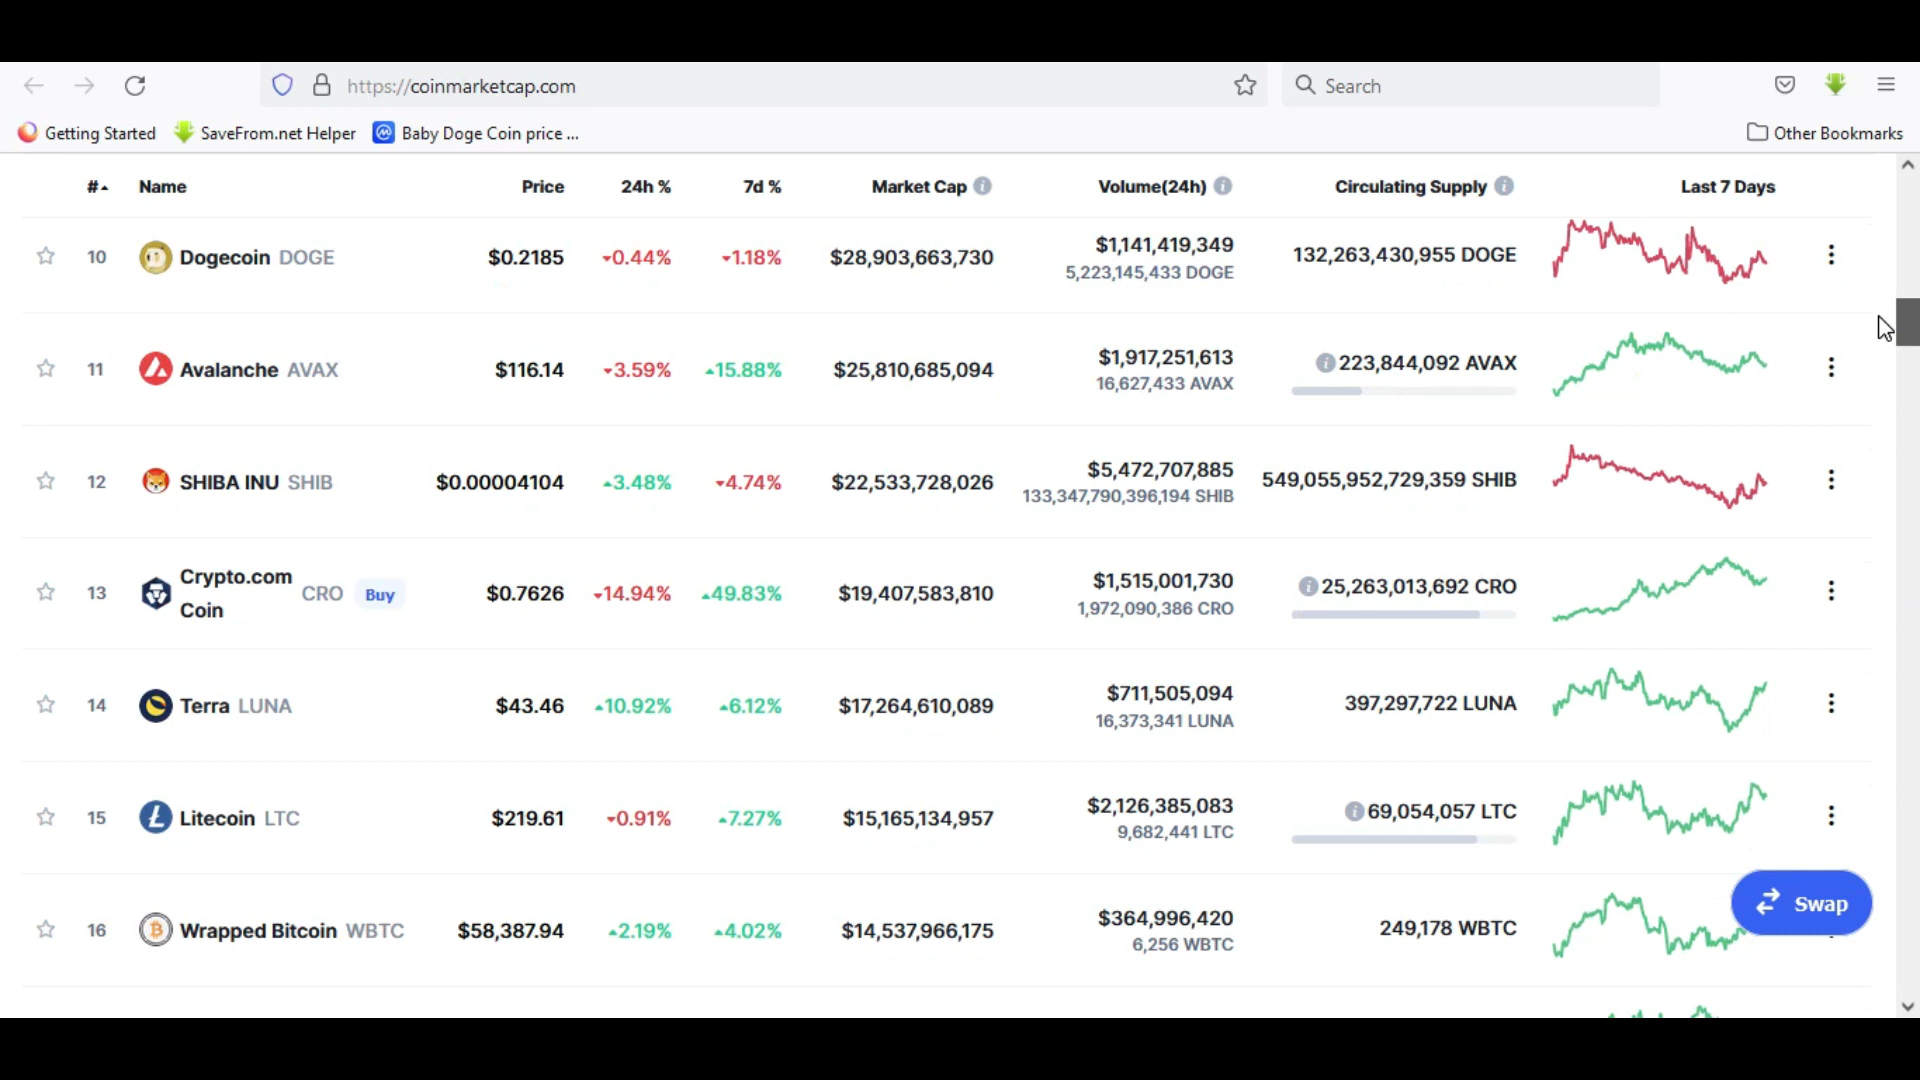 https://coinmarketcap.com
Search
Getting Started SaveFrom.net Helper Baby Doge Coin price ... Other Bookmarks
# Name Price 24h % 7d % Market Cap Volume(24h) Circulating Supply Last 7 Days
10 Dogecoin DOGE $0.2185 0.44% 1.18% $28,903,663,730 $1,141,419,349 132,263,430,955 DOGE
5,223,145,433 DOGE
11 Avalanche AVAX $116.14 3.59% 15.88% $25,810,685,094 $1,917,251,613 223,844,092 AVAX
16,627,433 AVAX
12 SHIBA INU SHIB $0.00004104 3.48% 4.74% $22,533,728,026 $5,472,707,885 549,055,952,729,359 SHIB
133,347,790,396,194 SHIB
13 Crypto.com Coin CRO Buy $0.7626 14.94% 49.83% $19,407,583,810 $1,515,001,730 25,263,013,692 CRO
1,972,090,386 CRO
14 Terra LUNA $43.46 10.92% 6.12% $17,264,610,089 $711,505,094 397,297,722 LUNA
16,373,341 LUNA
15 Litecoin LTC $219.61 0.91% 7.27% $15,165,134,957 $2,126,385,083 69,054,057 LTC
9,682,441 LTC
16 Wrapped Bitcoin WBTC $58,387.94 2.19% 4.02% $14,537,966,175 $364,996,420 249,178 WBTC
6,256 WBTC
Swap